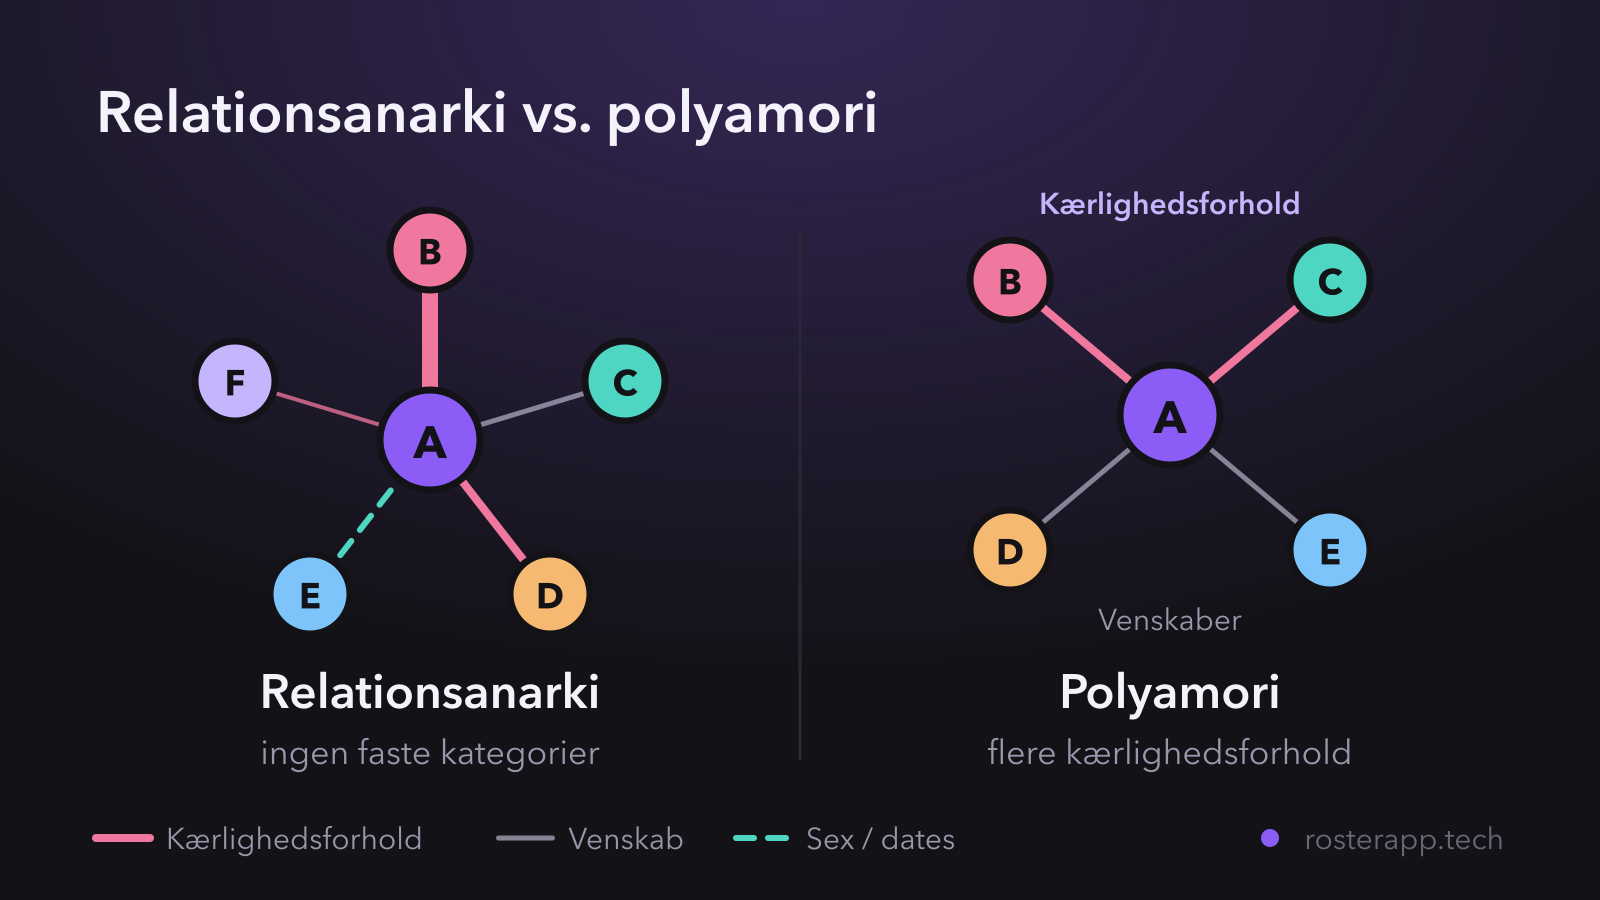 Relationsanarki vs. polyamori
B
F
C
A
E
D
Relationsanarki
ingen faste kategorier
Kærlighedsforhold
B
C
A
D
E
Venskaber
Polyamori
flere kærlighedsforhold
Kærlighedsforhold
Venskab
Sex / dates
rosterapp.tech